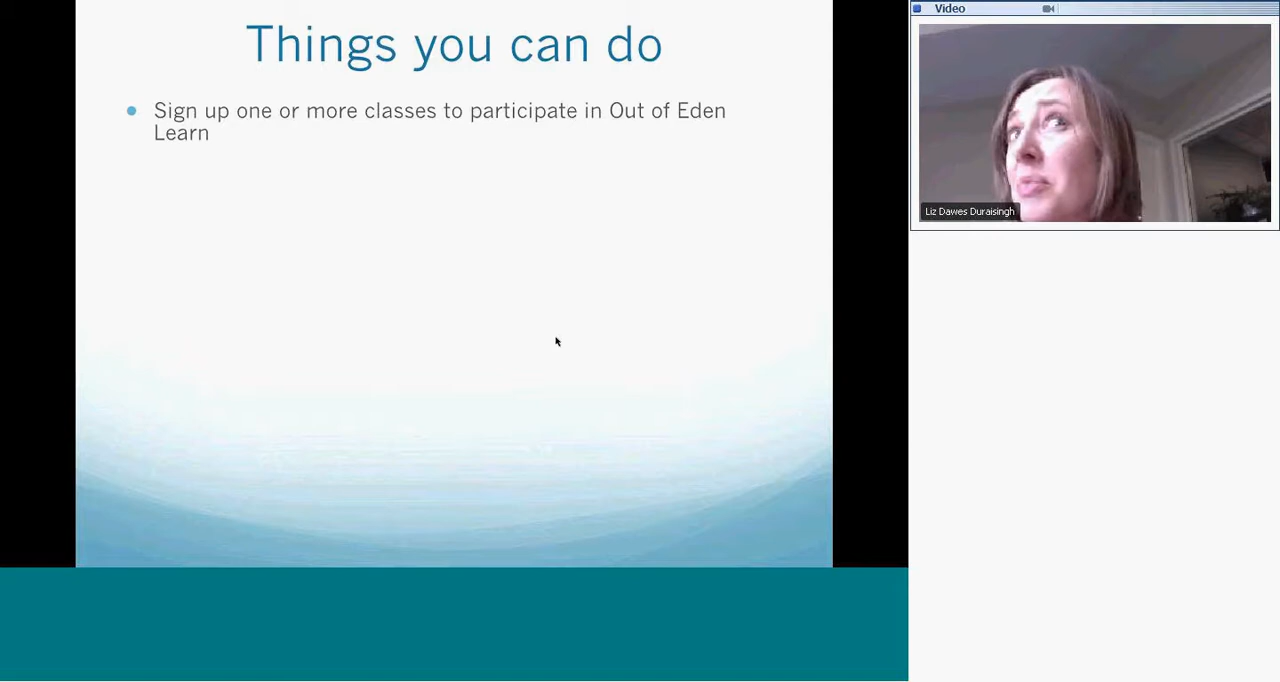 Things you can do
Sign up one or more classes to participate in Out of Eden
Learn
Video
Liz Dawes Duraisingh